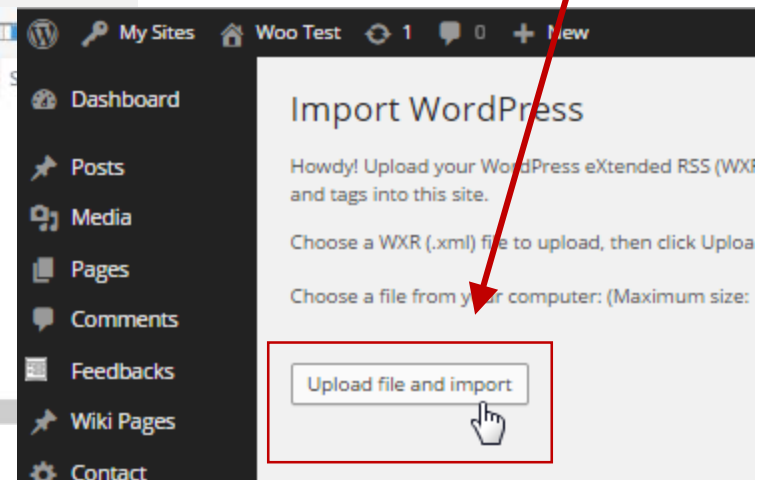 My Sites Woo Test 1 0 New
Dashboard
Posts
Media
Pages
Comments
Feedbacks
Wiki Pages
Contact
Import WordPress
Howdy! Upload your WordPress eXtended RSS (WXR
and tags into this site.
Choose a WXR (.xml) file to upload, then click Uploa
Choose a file from your computer: (Maximum size:
Upload file and import